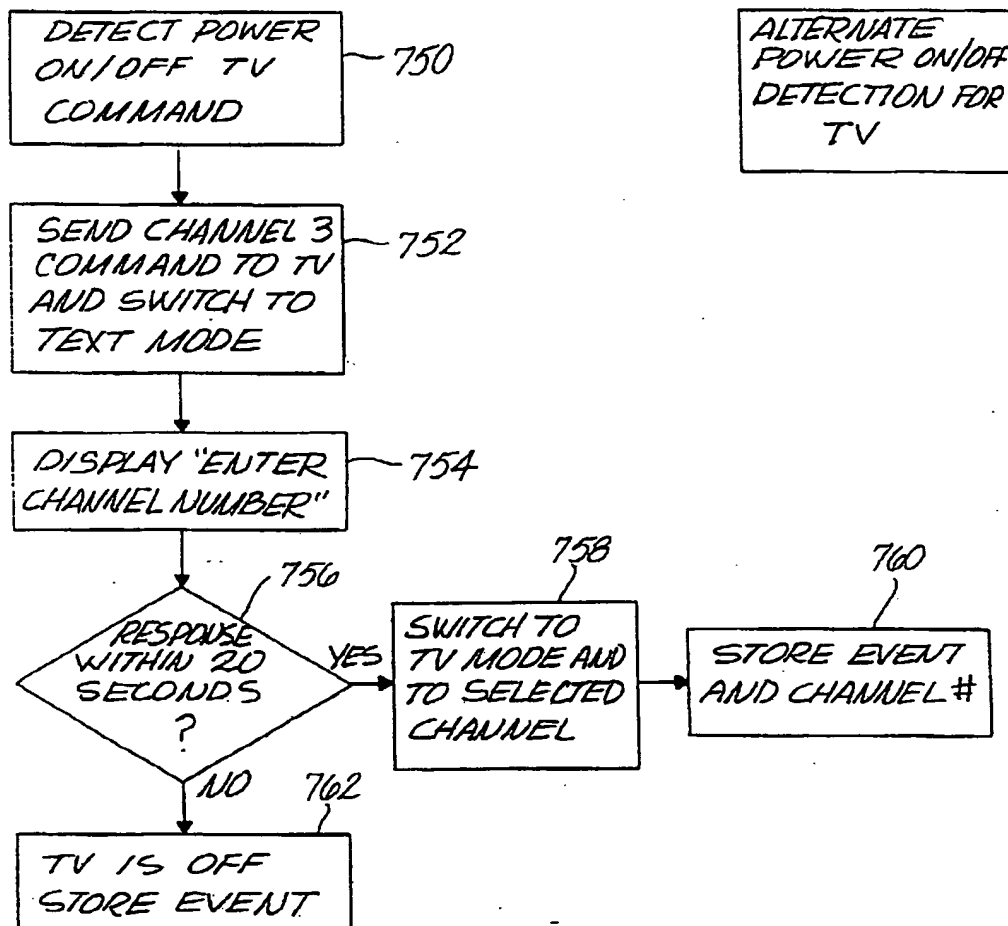 DETECT POWER
ON/OFF TV
COMMAND
750
ALTERNATE
POWER ON/OFF
DETECTION FOR
TV
SEND CHANNEL 3
COMMAND TO TV
AND SWITCH TO
TEXT MODE
752
DISPLAY "ENTER
CHANNEL NUMBER"
754
756
RESPONSE
WITHIN 20
SECONDS
?
YES
758
SWITCH TO
TV MODE AND
TO SELECTED
CHANNEL
760
STORE EVENT
AND CHANNEL #
NO
762
TV IS OFF
STORE EVENT